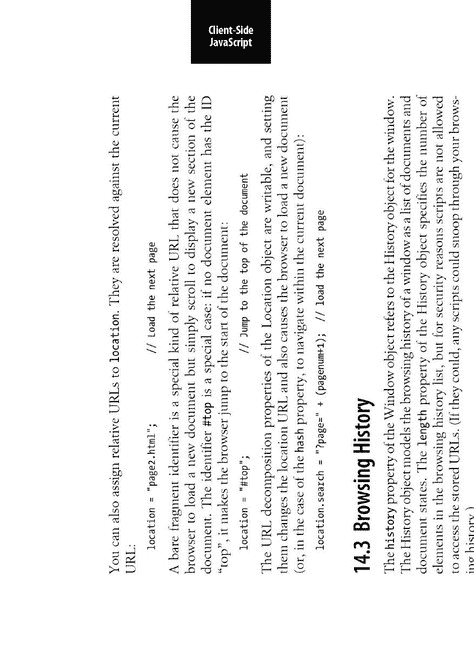 Client-Side
JavaScript
You can also assign relative URLs to location. They are resolved against the current
URL:
location = "page2.html"; // Load the next page
A bare fragment identifier is a special kind of relative URL that does not cause the
browser to load a new document but simply scroll to display a new section of the
document. The identifier #top is a special case: if no document element has the ID
“top”, it makes the browser jump to the start of the document:
location = "#top"; // Jump to the top of the document
The URL decomposition properties of the Location object are writable, and setting
them changes the location URL and also causes the browser to load a new document
(or, in the case of the hash property, to navigate within the current document):
location.search = "?page=" + (pagenum+1); // load the next page
14.3 Browsing History
The history property of the Window object refers to the History object for the window.
The History object models the browsing history of a window as a list of documents and
document states. The length property of the History object specifies the number of
elements in the browsing history list, but for security reasons scripts are not allowed
to access the stored URLs. (If they could, any scripts could snoop through your brows-
ing history.)